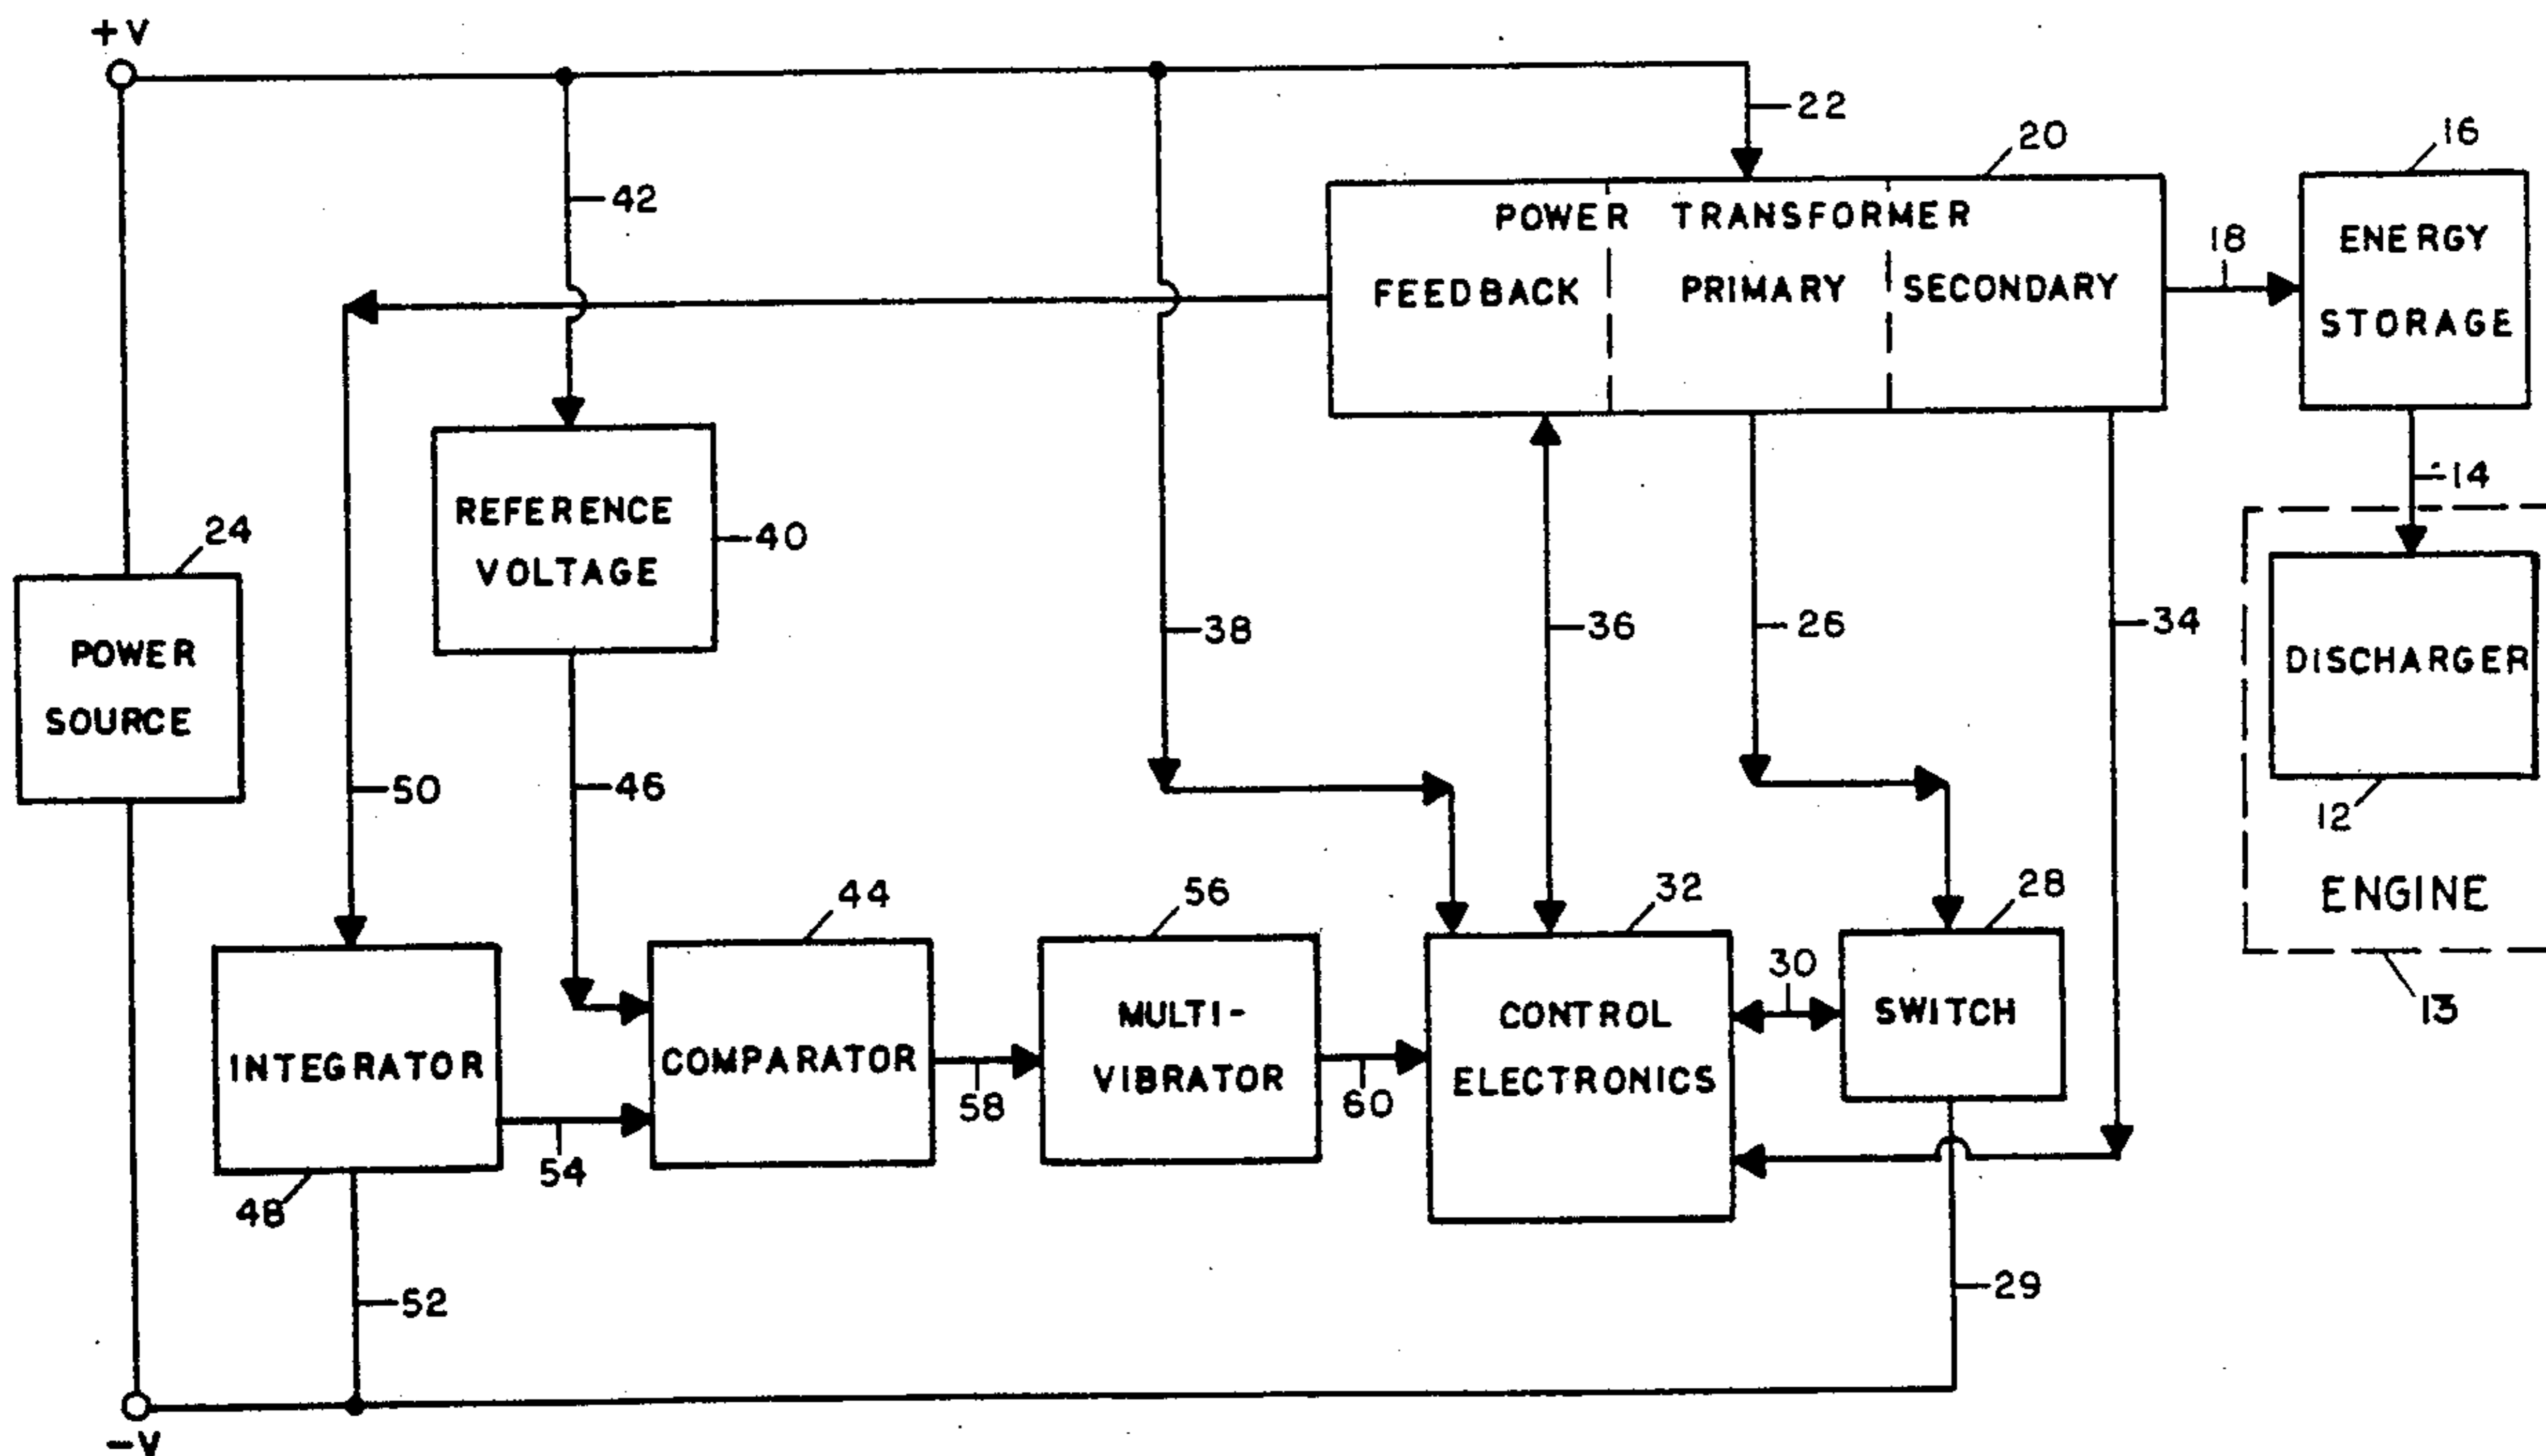 +V
22
20
16
42
POWER TRANSFORMER
18
ENERGY
STORAGE
FEEDBACK
PRIMARY
SECONDARY
14
REFERENCE
VOLTAGE
40
24
POWER
SOURCE
38
36
26
34
DISCHARGER
12
50
46
ENGINE
13
44
56
32
28
30
INTEGRATOR
COMPARATOR
MULTI-
VIBRATOR
CONTROL
ELECTRONICS
SWITCH
54
58
60
48
52
29
-V